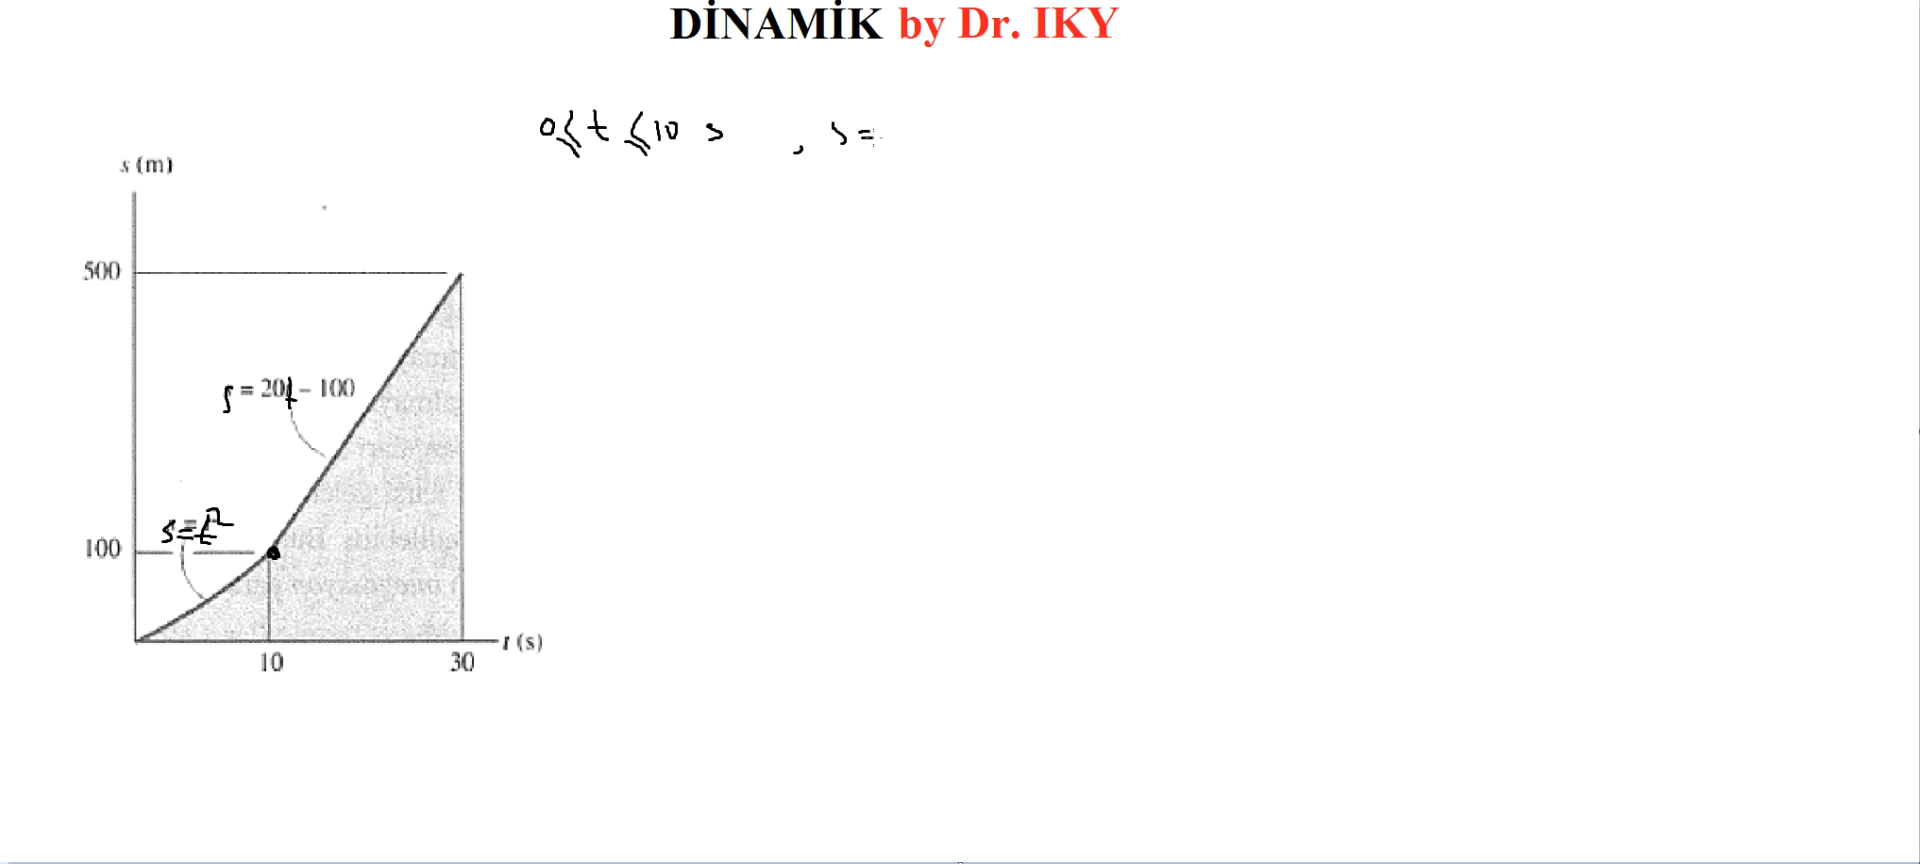 DİNAMİK by Dr. IKY
0 ≤ t ≤ 10 s , s =
s (m)
500
s = 20t – 100
s = t²
100
t (s)
10
30